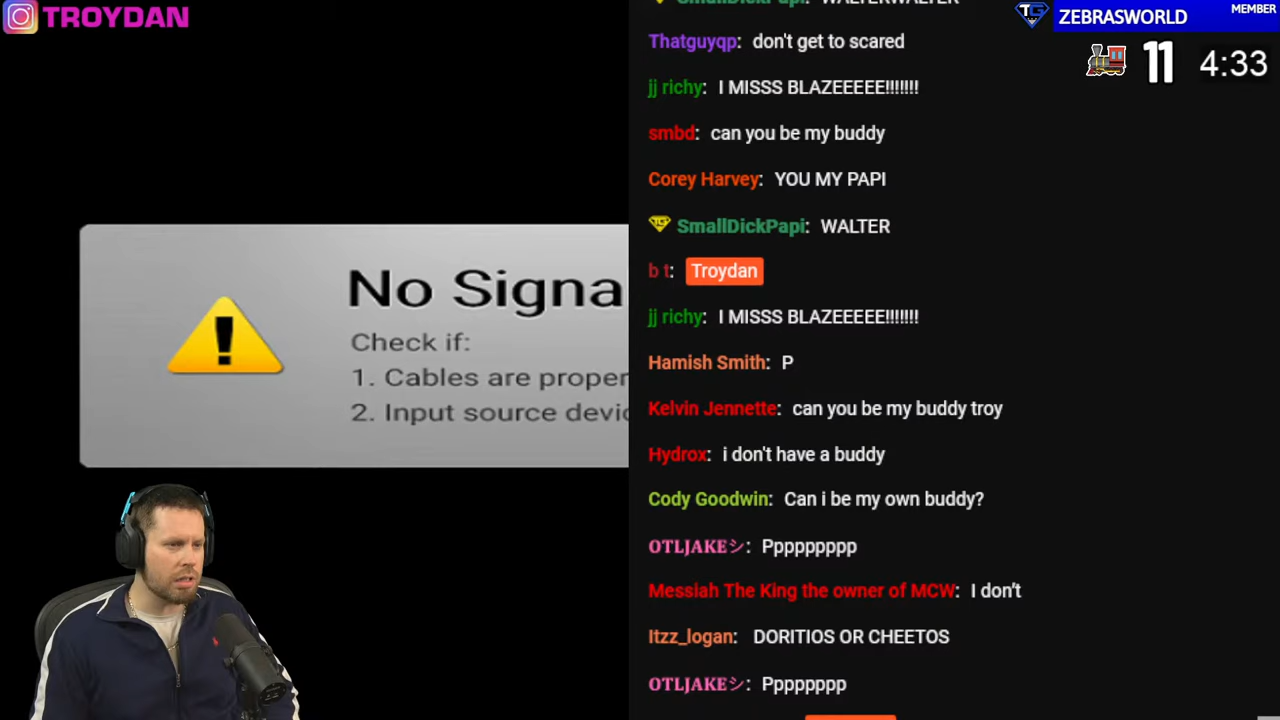 TROYDAN
ZEBRASWORLD
MEMBER
11 4:33
No Signa
Check if:
1. Cables are proper
2. Input source devic
SmallDickPapi: WALTERWALTER
Thatguyqp: don't get to scared
jj richy: I MISSS BLAZEEEEE!!!!!!!
smbd: can you be my buddy
Corey Harvey: YOU MY PAPI
SmallDickPapi: WALTER
b t: Troydan
jj richy: I MISSS BLAZEEEEE!!!!!!!
Hamish Smith: P
Kelvin Jennette: can you be my buddy troy
Hydrox: i don't have a buddy
Cody Goodwin: Can i be my own buddy?
OTLJAKEシ: Ppppppppp
Messiah The King the owner of MCW: I don’t
Itzz_logan: DORITIOS OR CHEETOS
OTLJAKEシ: Pppppppp